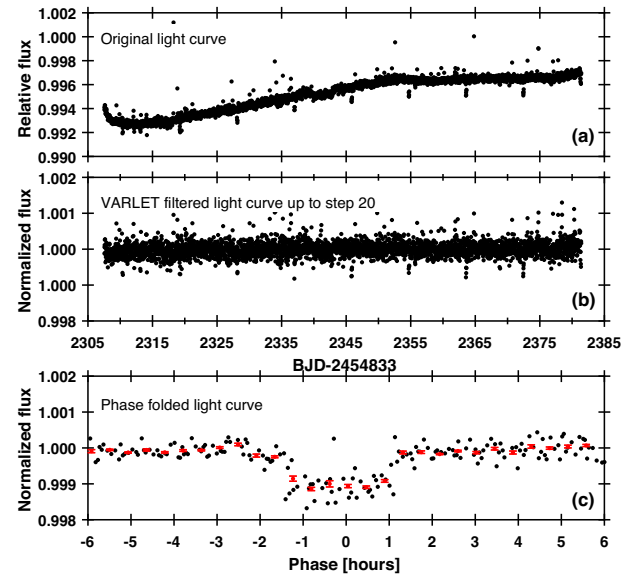 1.002
1.000
0.998
0.996
0.994
0.992
0.990
Relative flux
Original light curve
(a)
1.002
1.001
1.000
1.000
0.998
Normalized flux
VARLET filtered light curve up to step 20
(b)
2305 2315 2325 2335 2345 2355 2365 2375 2385
BJD-2454833
1.002
1.000
1.000
0.999
0.998
Normalized flux
Phase folded light curve
(c)
-6 -5 -4 -3 -2 -1 0 1 2 3 4 5 6
Phase [hours]